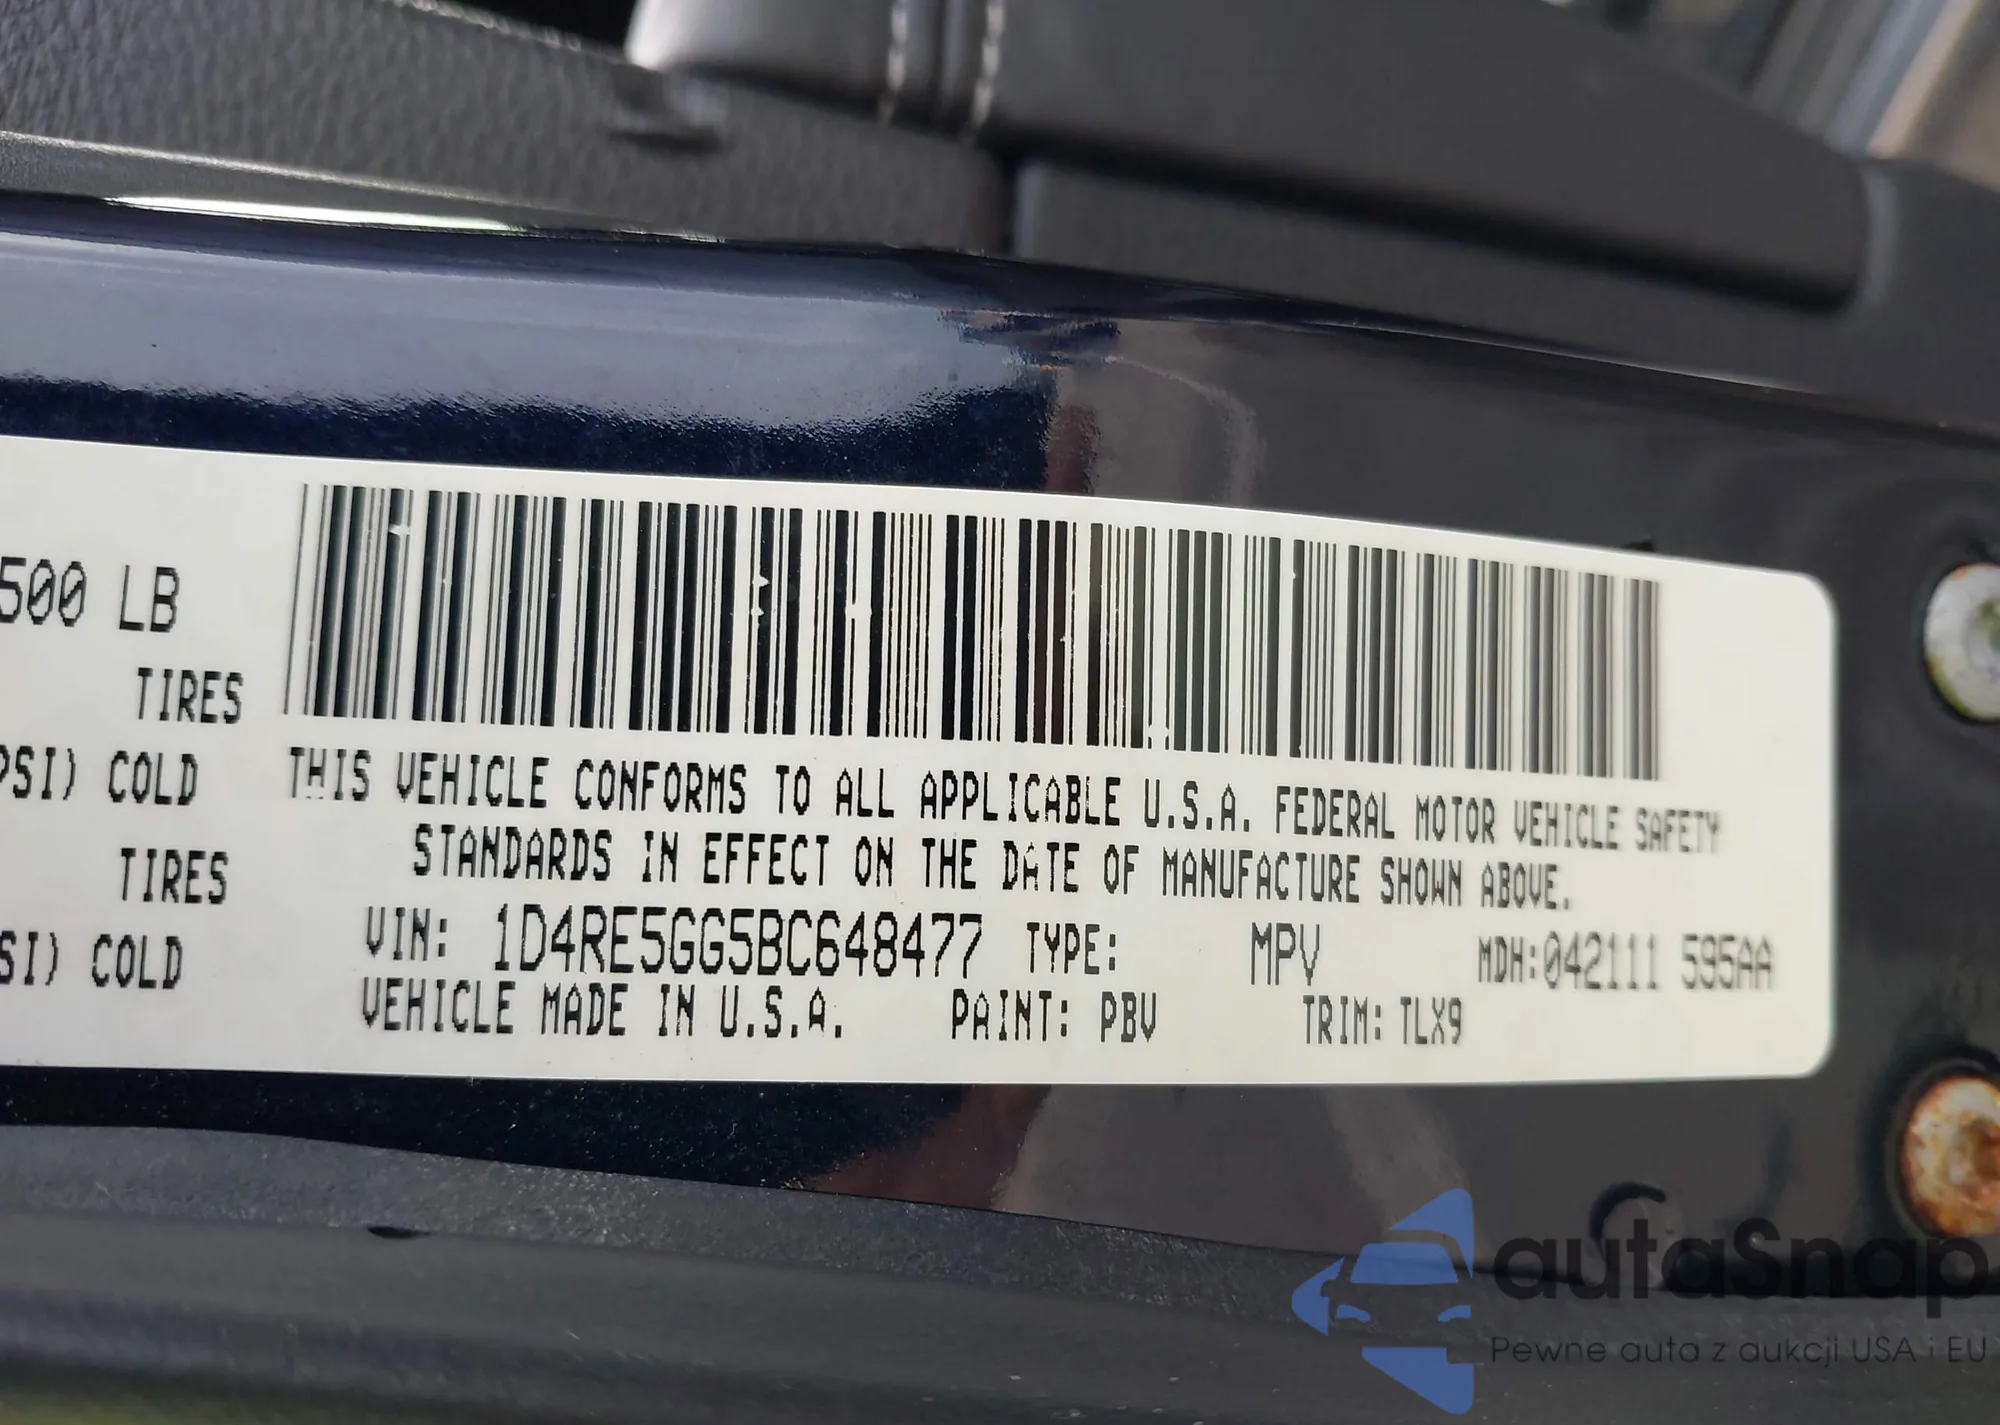 500 LB
TIRES
PSI) COLD
TIRES
SI) COLD
THIS VEHICLE CONFORMS TO ALL APPLICABLE U.S.A. FEDERAL MOTOR VEHICLE SAFETY
STANDARDS IN EFFECT ON THE DATE OF MANUFACTURE SHOWN ABOVE.
VIN: 1D4RE5GG5BC648477 TYPE: MPV MDH:042111 595AA
VEHICLE MADE IN U.S.A. PAINT: PBV TRIM: TLX9
autaSnap
Pewne auta z aukcji USA i EU